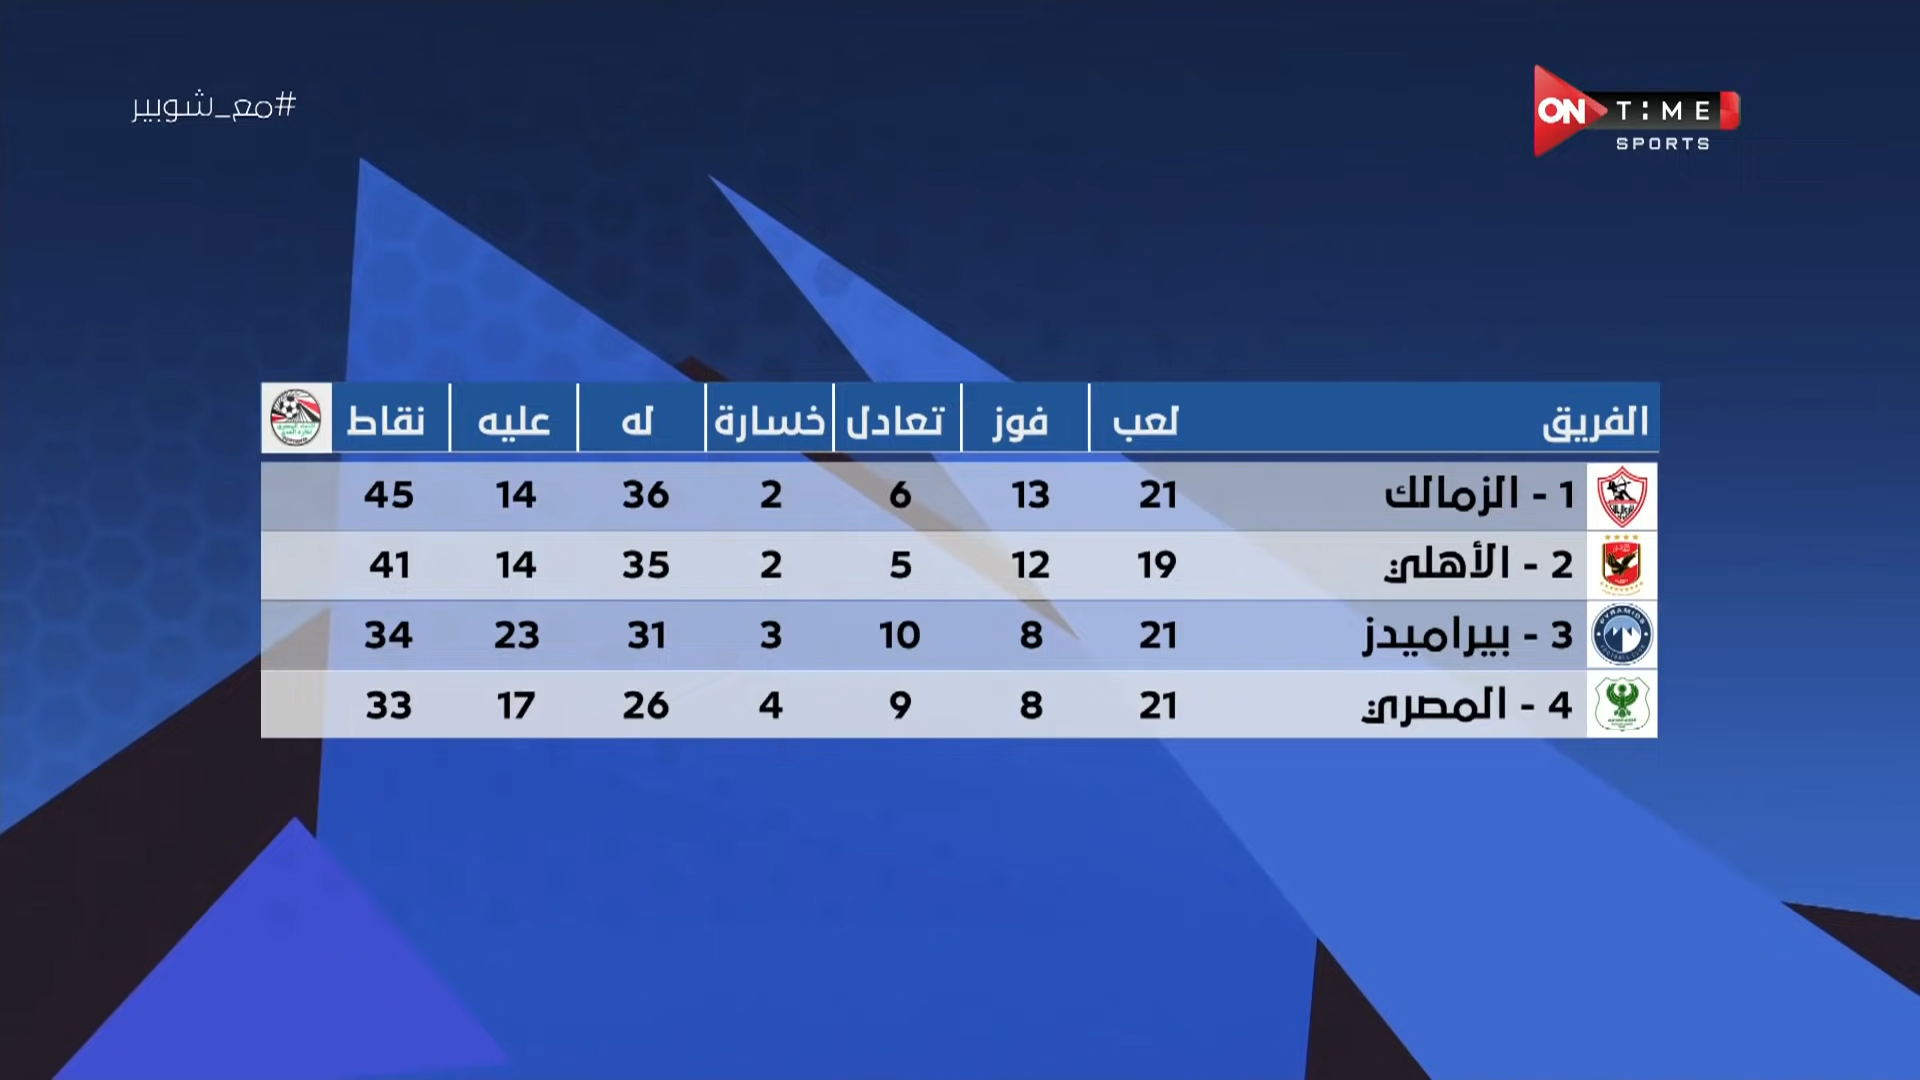 #مع_شوبير
ON TIME
SPORTS
الفريق لعب فوز تعادل خسارة له عليه نقاط
1 - الزمالك 21 13 6 2 36 14 45
2 - الأهلي 19 12 5 2 35 14 41
3 - بيراميدز 21 8 10 3 31 23 34
4 - المصري 21 8 9 4 26 17 33
PYRAMIDS